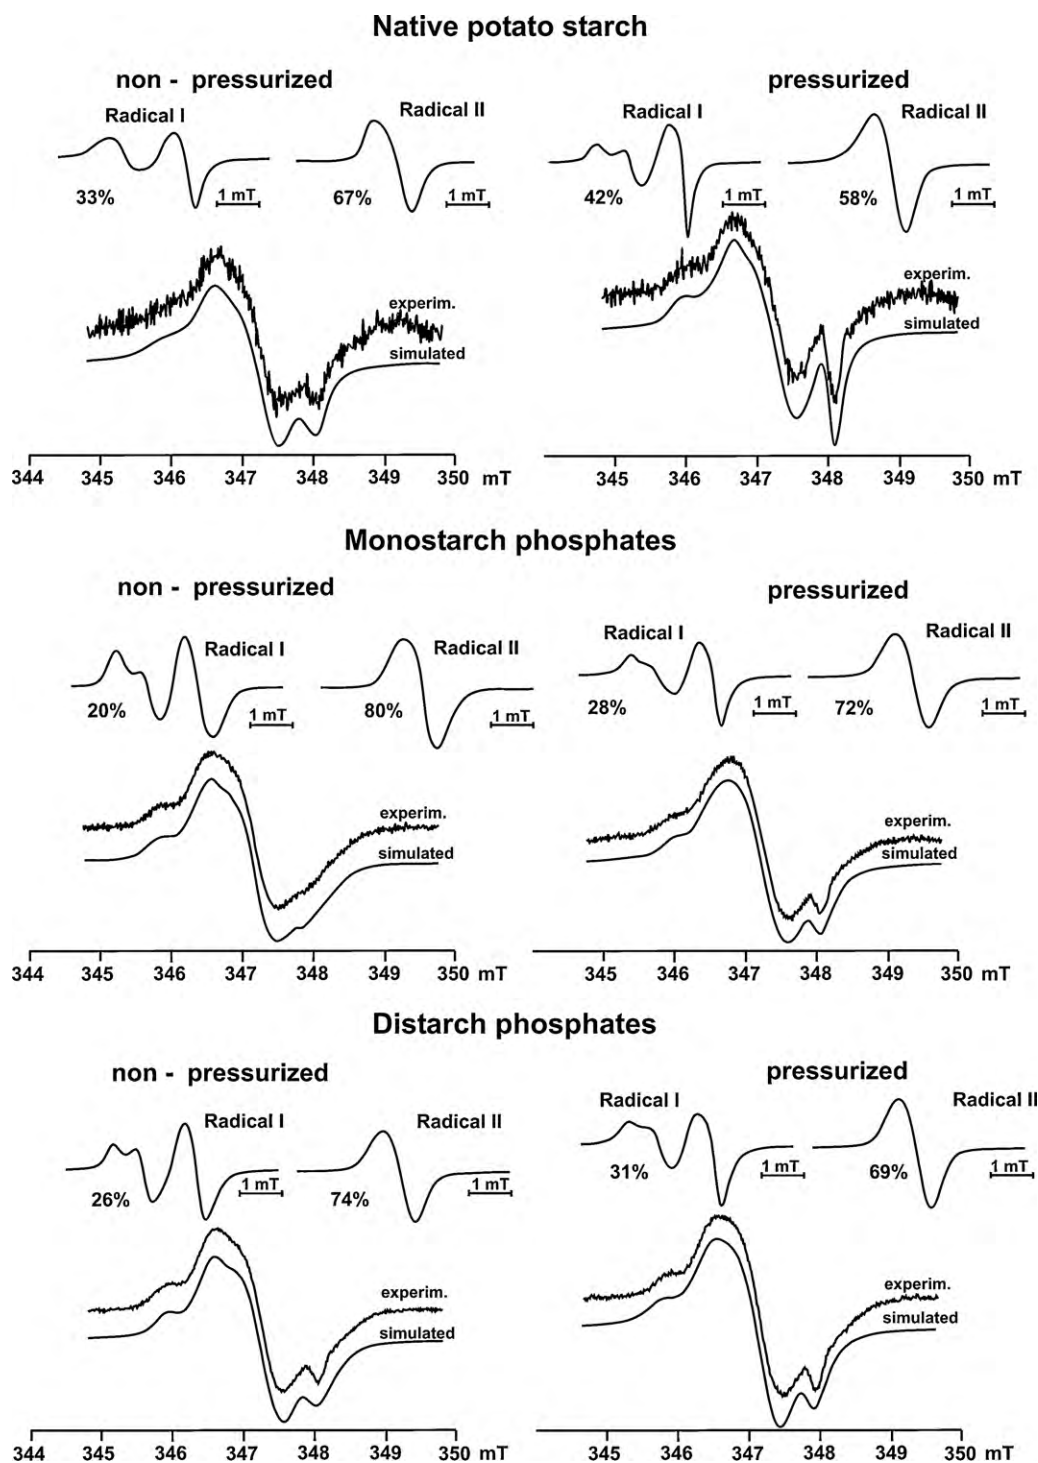 Native potato starch
non - pressurized
pressurized
Radical I
Radical II
Radical I
Radical II
33%
1 mT
67%
1 mT
42%
1 mT
58%
1 mT
experim.
simulated
experim.
simulated
344 345 346 347 348 349 350 mT
345 346 347 348 349 350 mT
Monostarch phosphates
non - pressurized
pressurized
Radical I
Radical II
Radical I
Radical II
20%
1 mT
80%
1 mT
28%
1 mT
72%
1 mT
experim.
simulated
experim.
simulated
344 345 346 347 348 349 350 mT
345 346 347 348 349 350 mT
Distarch phosphates
non - pressurized
pressurized
Radical I
Radical II
Radical I
Radical II
26%
1 mT
74%
1 mT
31%
1 mT
69%
1 mT
experim.
simulated
experim.
simulated
344 345 346 347 348 349 350 mT
345 346 347 348 349 350 mT